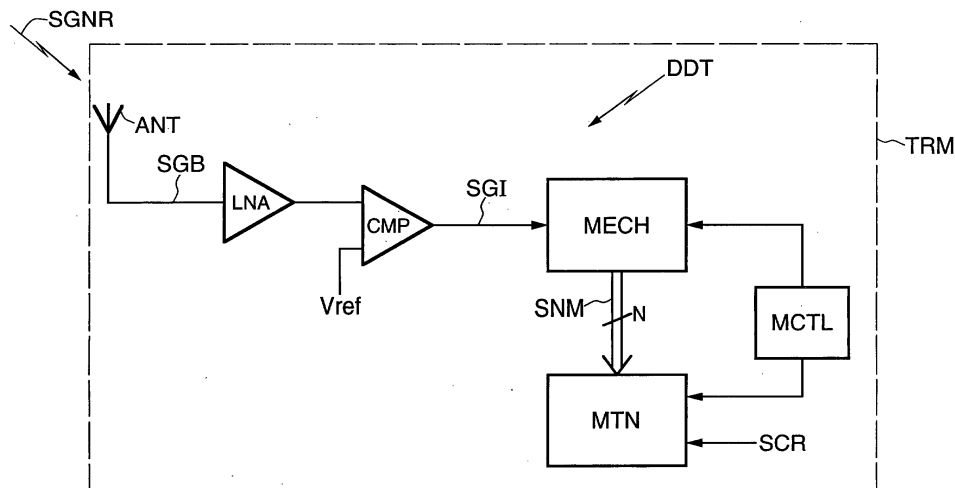 SGNR
DDT
ANT
TRM
SGB
LNA
CMP
SGI
MECH
Vref
SNM
N
MCTL
MTN
SCR